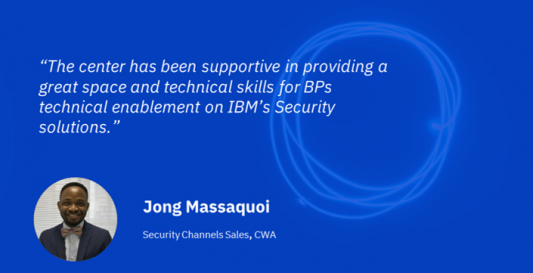 “The center has been supportive in providing a
great space and technical skills for BPs
technical enablement on IBM’s Security
solutions.”
Jong Massaquoi
Security Channels Sales, CWA